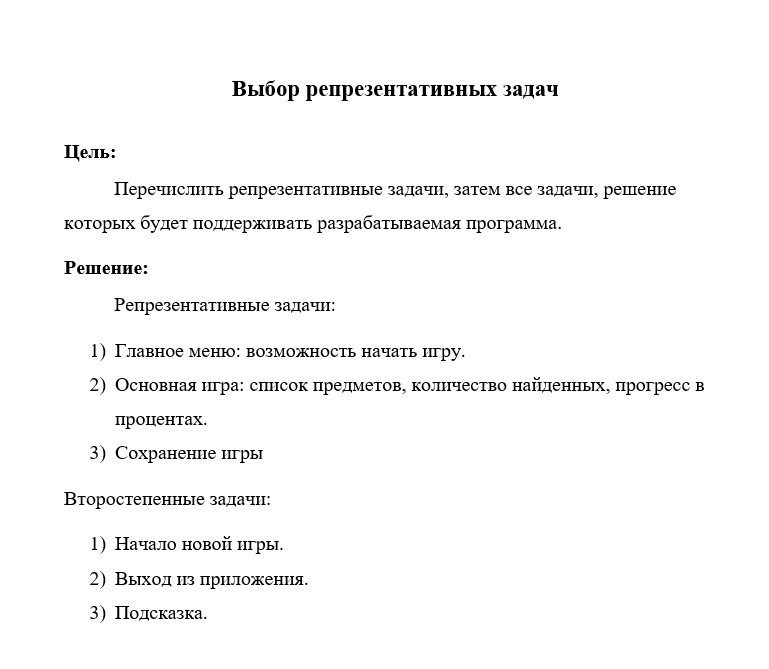 Выбор репрезентативных задач
Цель:
Перечислить репрезентативные задачи, затем все задачи, решение
которых будет поддерживать разрабатываемая программа.
Решение:
Репрезентативные задачи:
1) Главное меню: возможность начать игру.
2) Основная игра: список предметов, количество найденных, прогресс в
процентах.
3) Сохранение игры
Второстепенные задачи:
1) Начало новой игры.
2) Выход из приложения.
3) Подсказка.